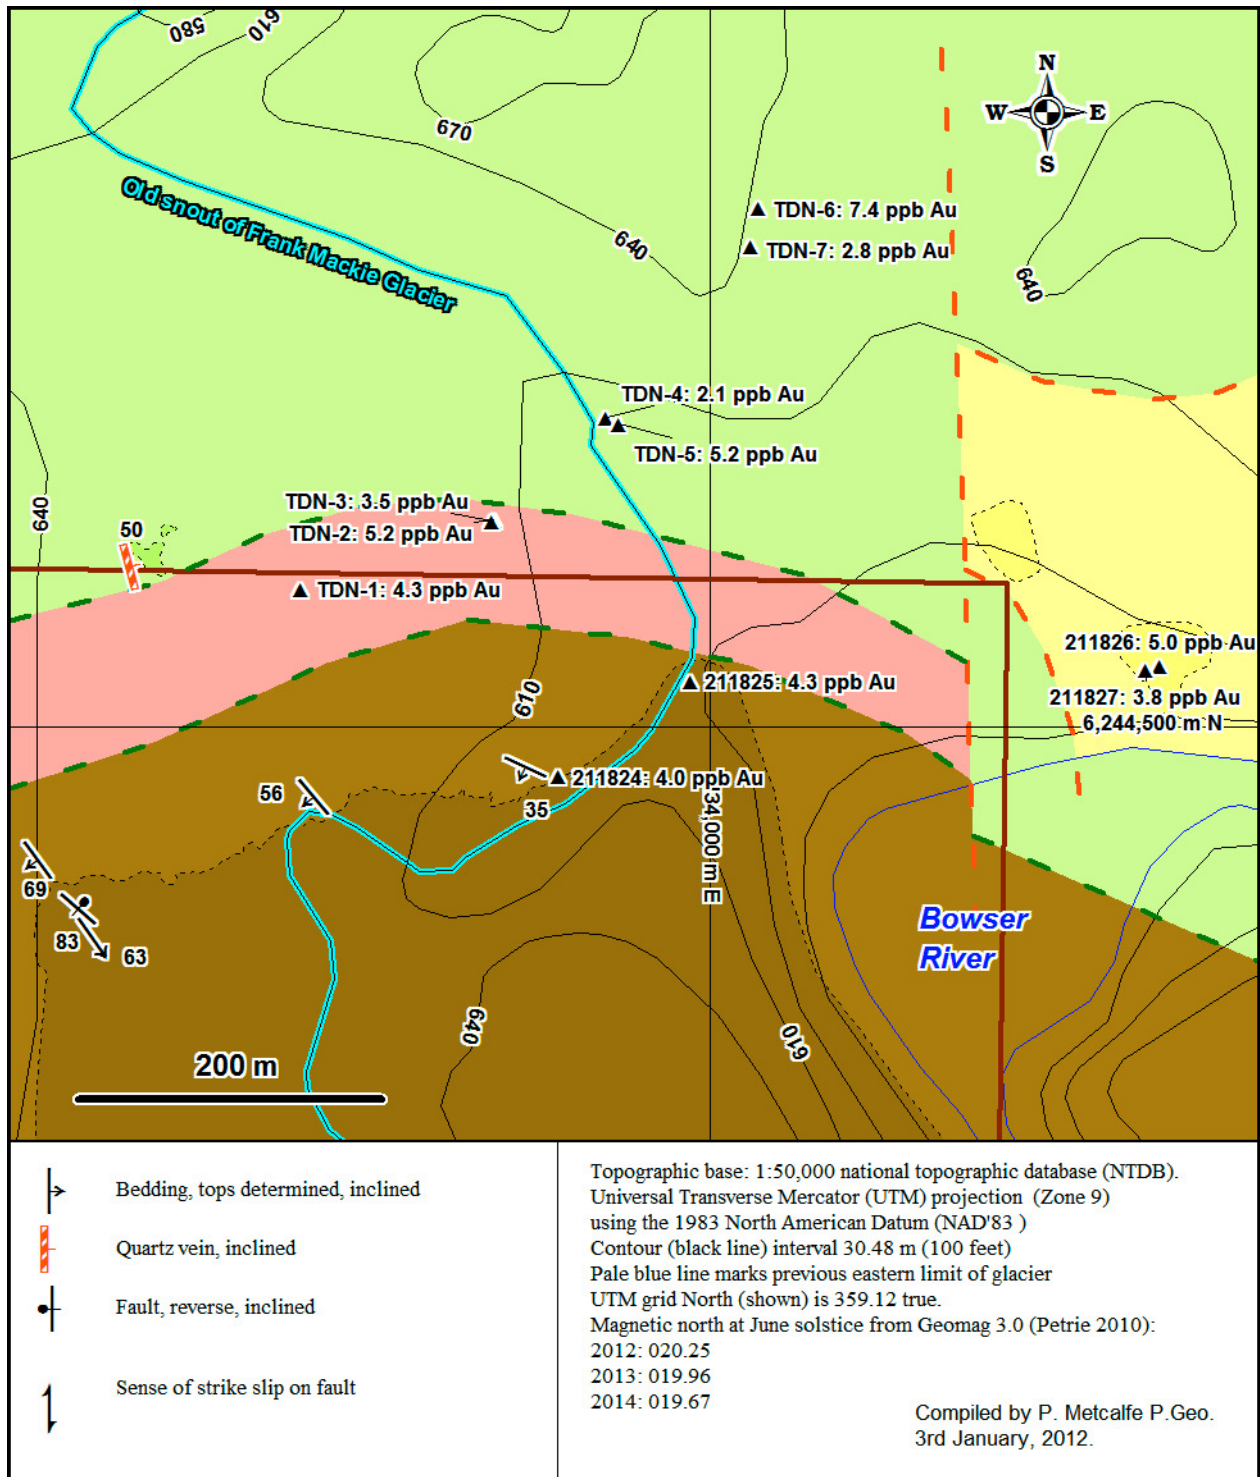 580
610
N
W E
S
670
TDN-6: 7.4 ppb Au
Old snout of Frank Mackie Glacier
640
TDN-7: 2.8 ppb Au
640
TDN-4: 2.1 ppb Au
TDN-5: 5.2 ppb Au
640
TDN-3: 3.5 ppb Au
50
TDN-2: 5.2 ppb Au
TDN-1: 4.3 ppb Au
211826: 5.0 ppb Au
610
211825: 4.3 ppb Au
211827: 3.8 ppb Au
6,244,500 m N
211824: 4.0 ppb Au
56
35
434,000 m E
69
Bowser
River
83
63
640
610
200 m
Bedding, tops determined, inclined
Quartz vein, inclined
Fault, reverse, inclined
Sense of strike slip on fault
Topographic base: 1:50,000 national topographic database (NTDB).
Universal Transverse Mercator (UTM) projection (Zone 9)
using the 1983 North American Datum (NAD'83 )
Contour (black line) interval 30.48 m (100 feet)
Pale blue line marks previous eastern limit of glacier
UTM grid North (shown) is 359.12 true.
Magnetic north at June solstice from Geomag 3.0 (Petrie 2010):
2012: 020.25
2013: 019.96
2014: 019.67
Compiled by P. Metcalfe P.Geo.
3rd January, 2012.